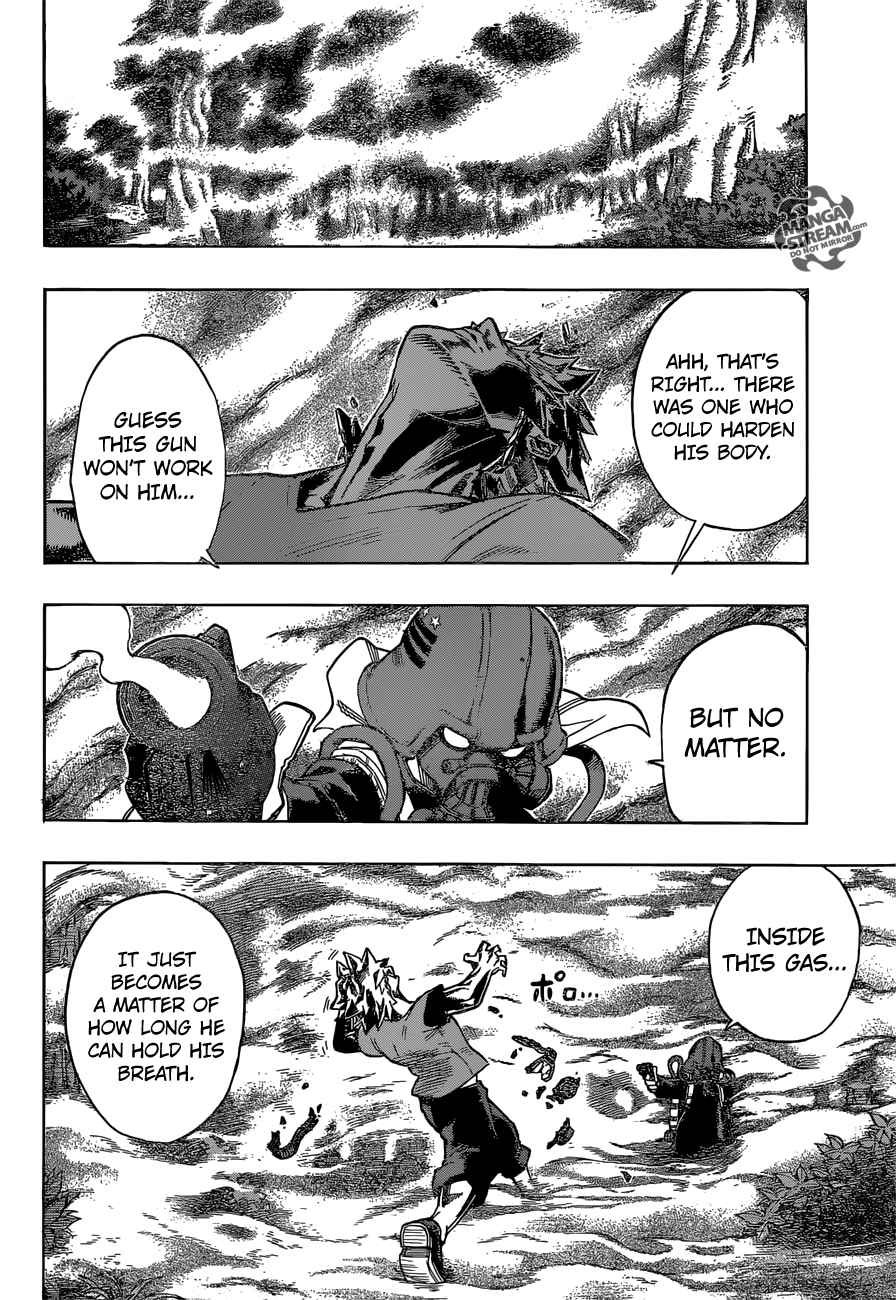 MANGA
STREAM.com
DO NOT MIRROR
AHH, THAT'S
RIGHT... THERE
WAS ONE WHO
COULD HARDEN
HIS BODY.
GUESS
THIS GUN
WON'T WORK
ON HIM...
BUT NO
MATTER.
INSIDE
THIS GAS...
ポロ...
IT JUST
BECOMES
A MATTER OF
HOW LONG HE
CAN HOLD HIS
BREATH.